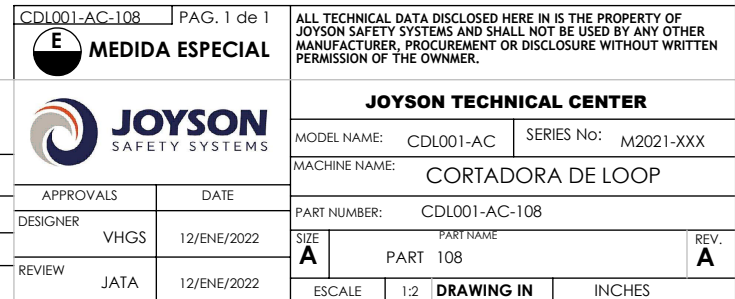 CDL001-AC-108 PAG. 1 de 1
E MEDIDA ESPECIAL
ALL TECHNICAL DATA DISCLOSED HERE IN IS THE PROPERTY OF
JOYSON SAFETY SYSTEMS AND SHALL NOT BE USED BY ANY OTHER
MANUFACTURER, PROCUREMENT OR DISCLOSURE WITHOUT WRITTEN
PERMISSION OF THE OWNMER.
JOYSON
SAFETY SYSTEMS
JOYSON TECHNICAL CENTER
MODEL NAME: CDL001-AC SERIES No: M2021-XXX
MACHINE NAME: CORTADORA DE LOOP
APPROVALS DATE
PART NUMBER: CDL001-AC-108
DESIGNER VHGS 12/ENE/2022
SIZE A PART NAME PART 108 REV. A
REVIEW JATA 12/ENE/2022
ESCALE 1:2 DRAWING IN INCHES